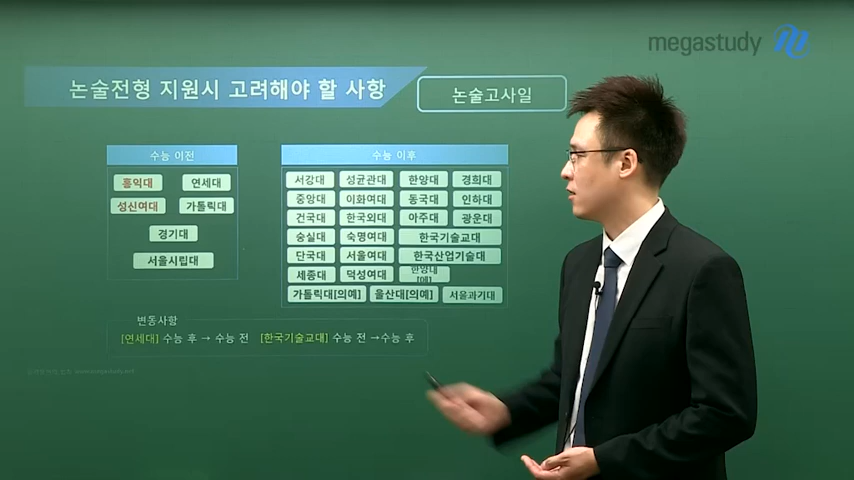 megastudy
논술전형 지원시 고려해야 할 사항
논술고사일
수능 이전
홍익대 연세대
성신여대 가톨릭대
경기대
서울시립대
수능 이후
서강대 성균관대 한양대 경희대
중앙대 이화여대 동국대 인하대
건국대 한국외대 아주대 광운대
숭실대 숙명여대 한국기술교대
단국대 서울여대 한국산업기술대
세종대 덕성여대 한양대
가톨릭대[의예] 울산대[의예] 서울과기대
변동사항
[연세대] 수능 후 → 수능 전 [한국기술교대] 수능 전 →수능 후